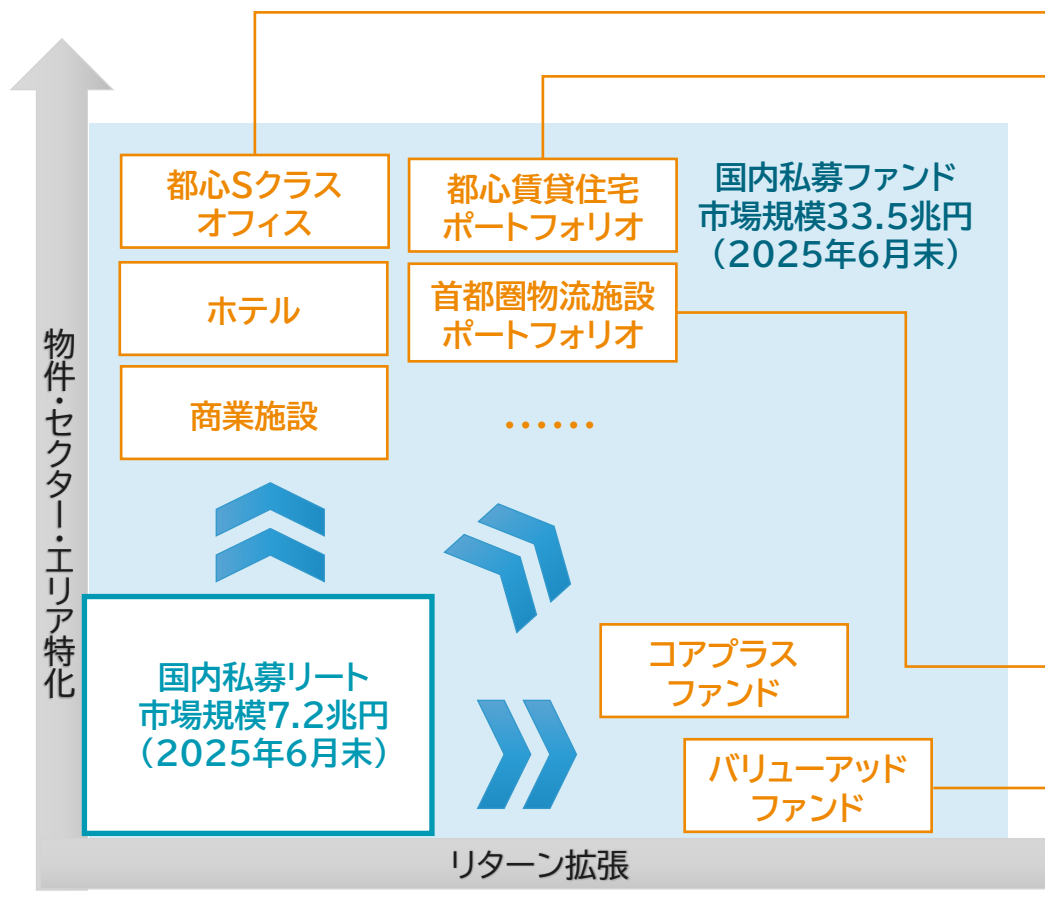 都心Sクラス
オフィス
都心賃貸住宅
ポートフォリオ
国内私募ファンド
市場規模33.5兆円
（2025年6月末）
ホテル
首都圏物流施設
ポートフォリオ
商業施設
……
物件・セクター・エリア特化
国内私募リート
市場規模7.2兆円
（2025年6月末）
コアプラス
ファンド
バリューアッド
ファンド
リターン拡張